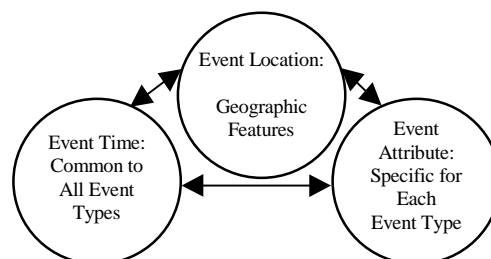 Event Location:
Geographic
Features
Event Time:
Common to
All Event
Types
Event
Attribute:
Specific for
Each
Event Type